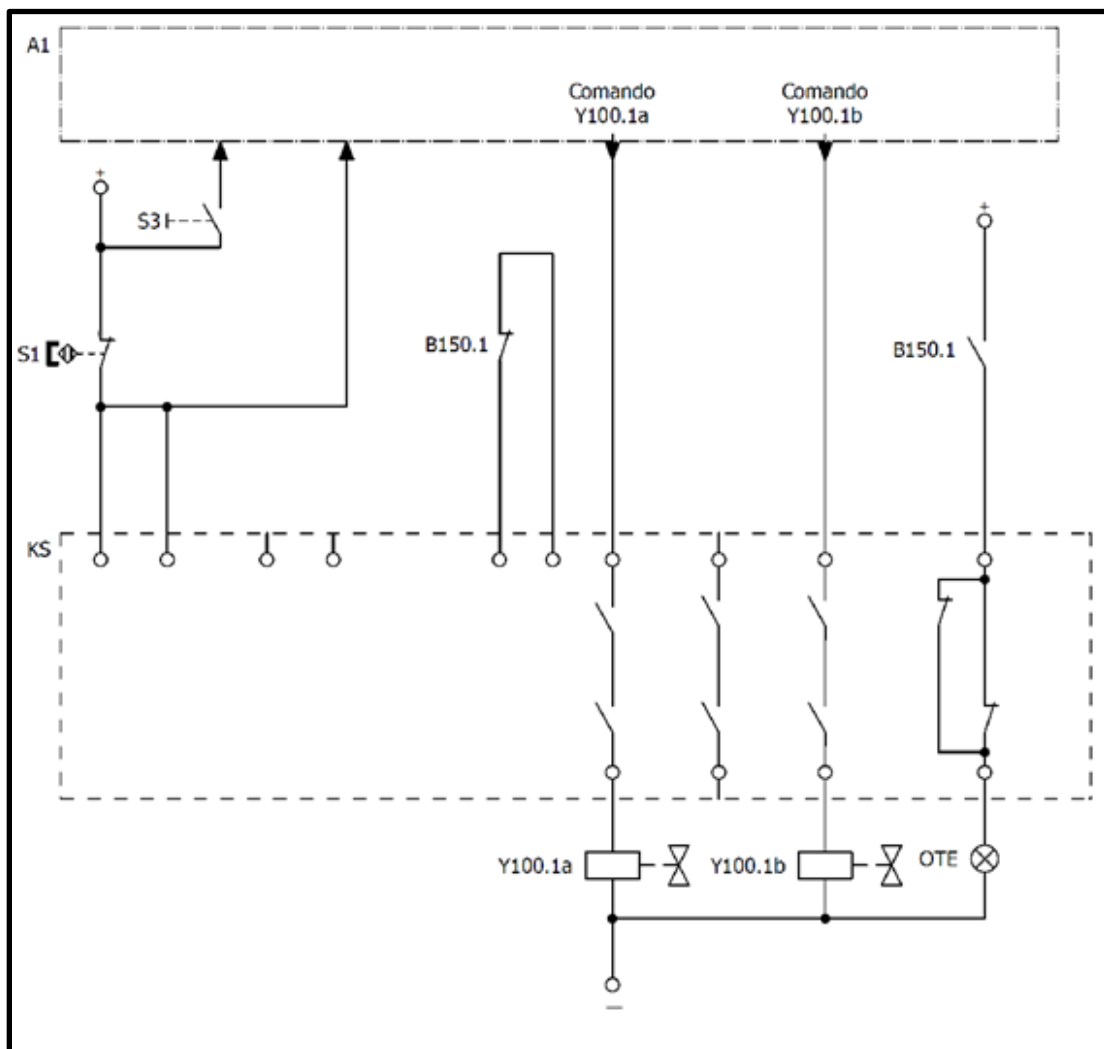 A1
Comando
Y100.1a
Comando
Y100.1b
+
S3
+
S1
B150.1
B150.1
KS
Y100.1a
Y100.1b
OTE
—